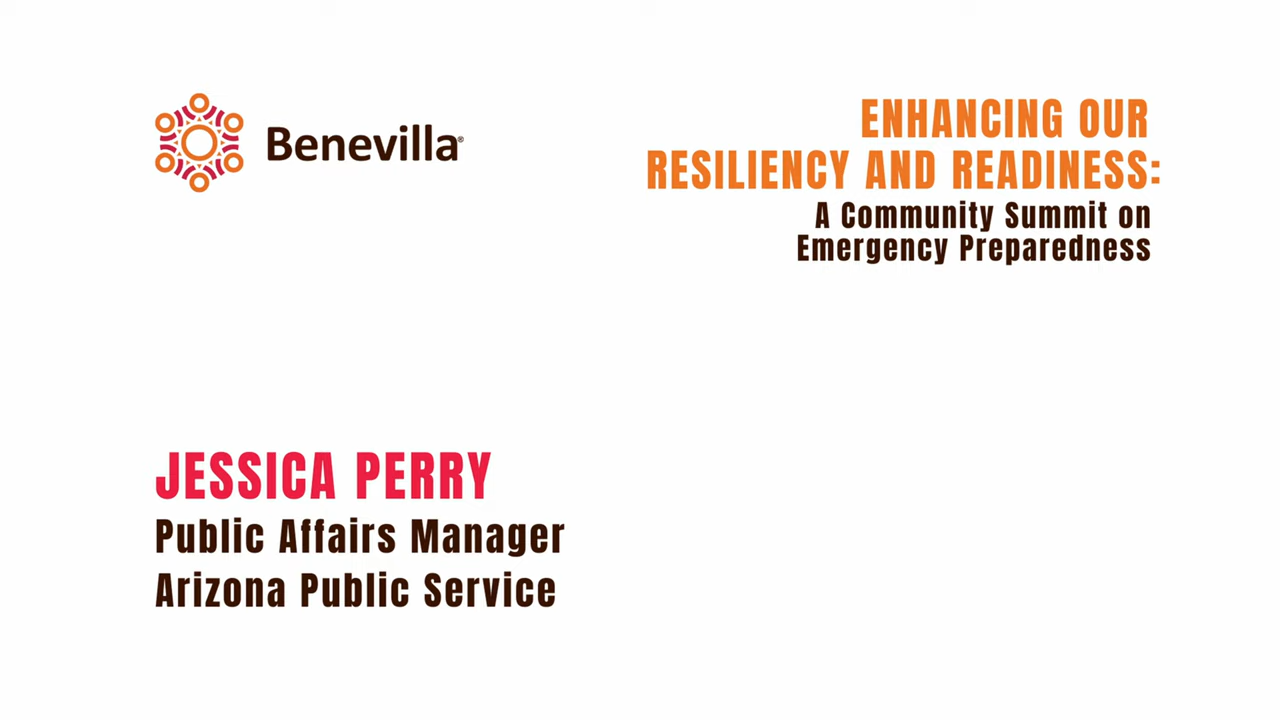 Benevilla®
ENHANCING OUR
RESILIENCY AND READINESS:
A Community Summit on
Emergency Preparedness
JESSICA PERRY
Public Affairs Manager
Arizona Public Service